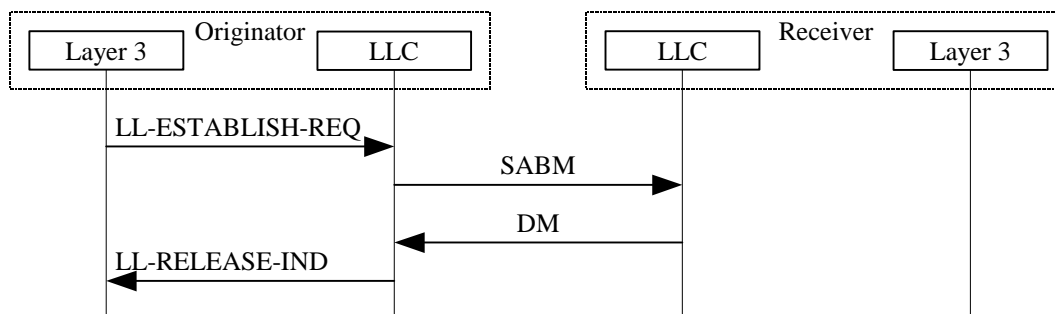 Originator
Receiver
Layer 3
LLC
LLC
Layer 3
LL-ESTABLISH-REQ
SABM
DM
LL-RELEASE-IND